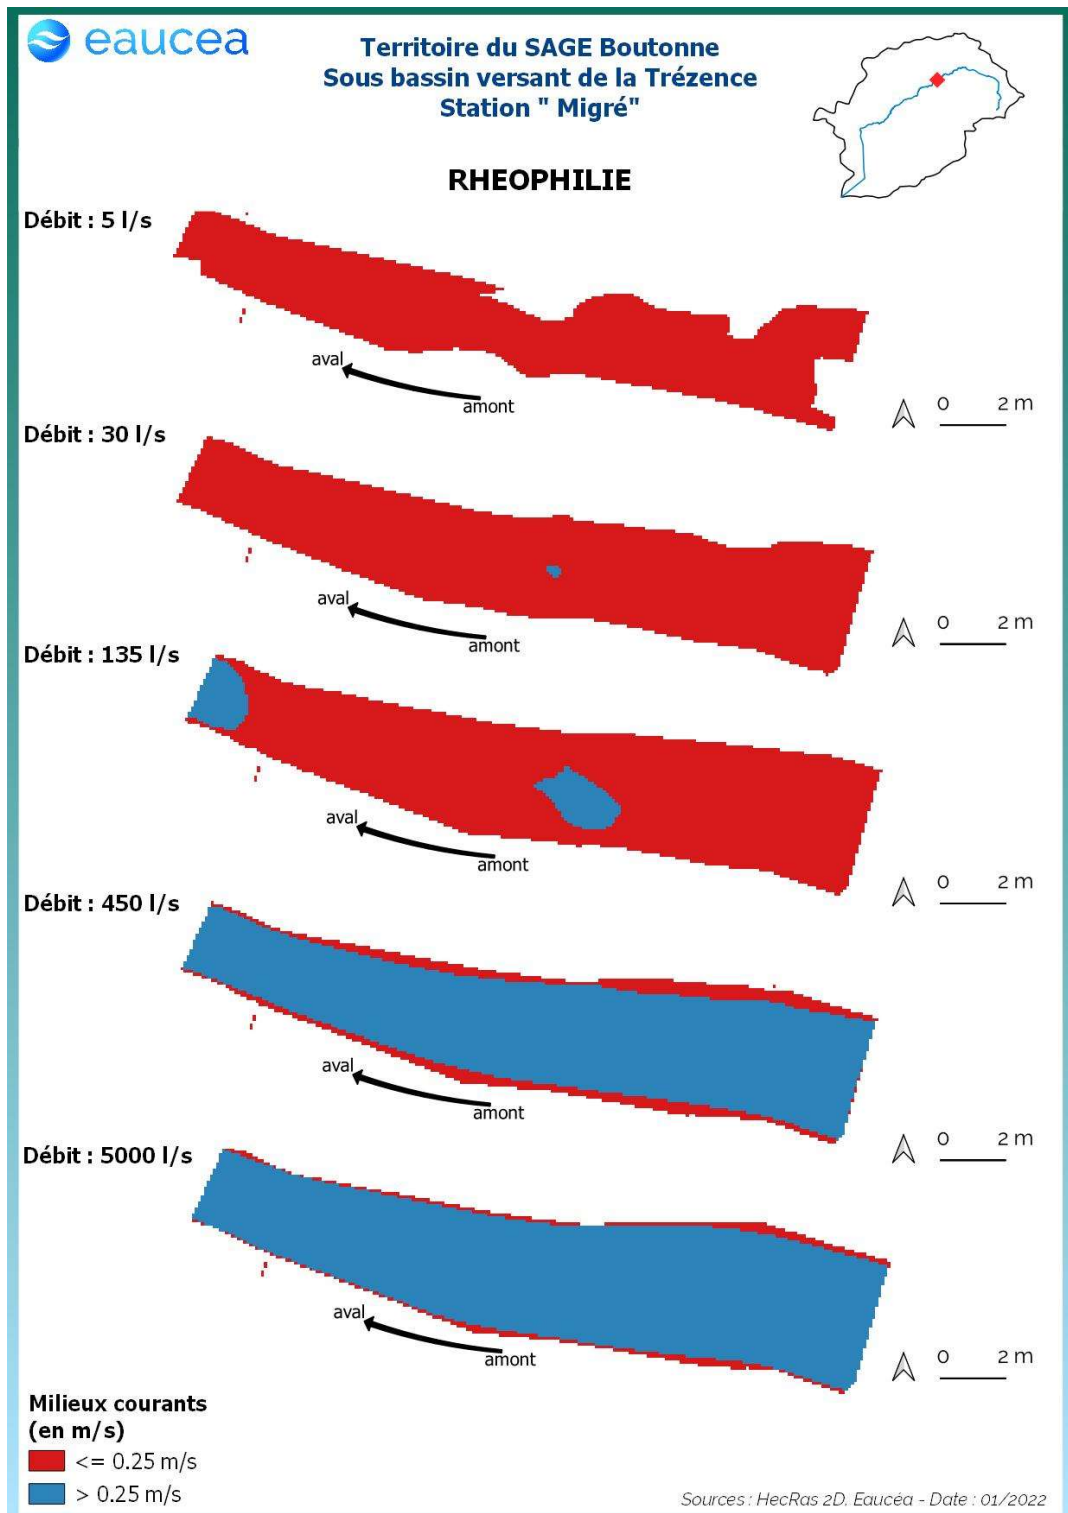 eaucea
Territoire du SAGE Boutonne
Sous bassin versant de la Trézence
Station " Migré"
RHEOPHILIE
Débit : 5 l/s
aval
amont
0 2 m
Débit : 30 l/s
aval
amont
0 2 m
Débit : 135 l/s
aval
amont
0 2 m
Débit : 450 l/s
aval
amont
0 2 m
Débit : 5000 l/s
aval
amont
0 2 m
Milieux courants
(en m/s)
<= 0.25 m/s
> 0.25 m/s
Sources : HecRas 2D. Eaucéa - Date : 01/2022